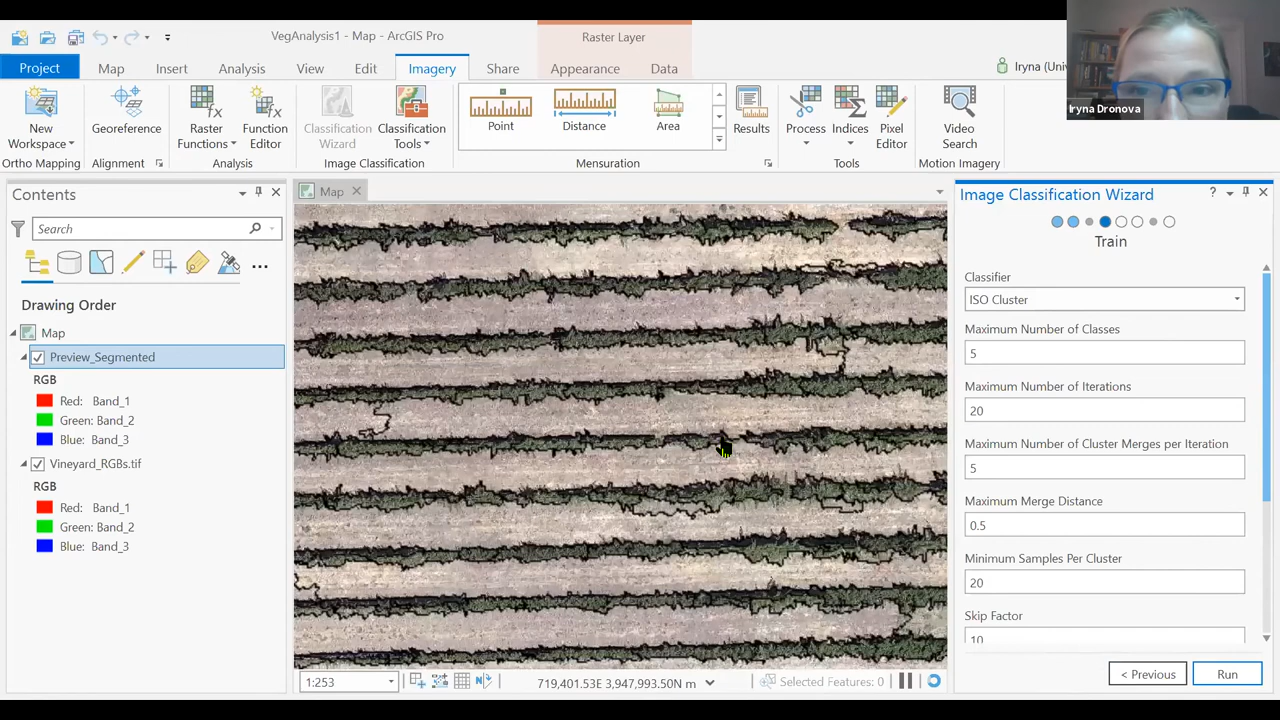 VegAnalysis1 - Map - ArcGIS Pro
Raster Layer
Iryna Dronova
Project
Map
Insert
Analysis
View
Edit
Imagery
Share
Appearance
Data
Iryna (Univ
New Workspace
Georeference
Raster Functions
Function Editor
Classification Wizard
Classification Tools
Point
Distance
Area
Results
Process
Indices
Pixel Editor
Video Search
Ortho Mapping
Alignment
Analysis
Image Classification
Mensuration
Tools
Motion Imagery
Contents
Search
Drawing Order
Map
Preview_Segmented
RGB
Red: Band_1
Green: Band_2
Blue: Band_3
Vineyard_RGBs.tif
RGB
Red: Band_1
Green: Band_2
Blue: Band_3
Map
1:253
719,401.53E 3,947,993.50N m
Selected Features: 0
Image Classification Wizard
?
Train
Classifier
ISO Cluster
Maximum Number of Classes
5
Maximum Number of Iterations
20
Maximum Number of Cluster Merges per Iteration
5
Maximum Merge Distance
0.5
Minimum Samples Per Cluster
20
Skip Factor
10
< Previous
Run